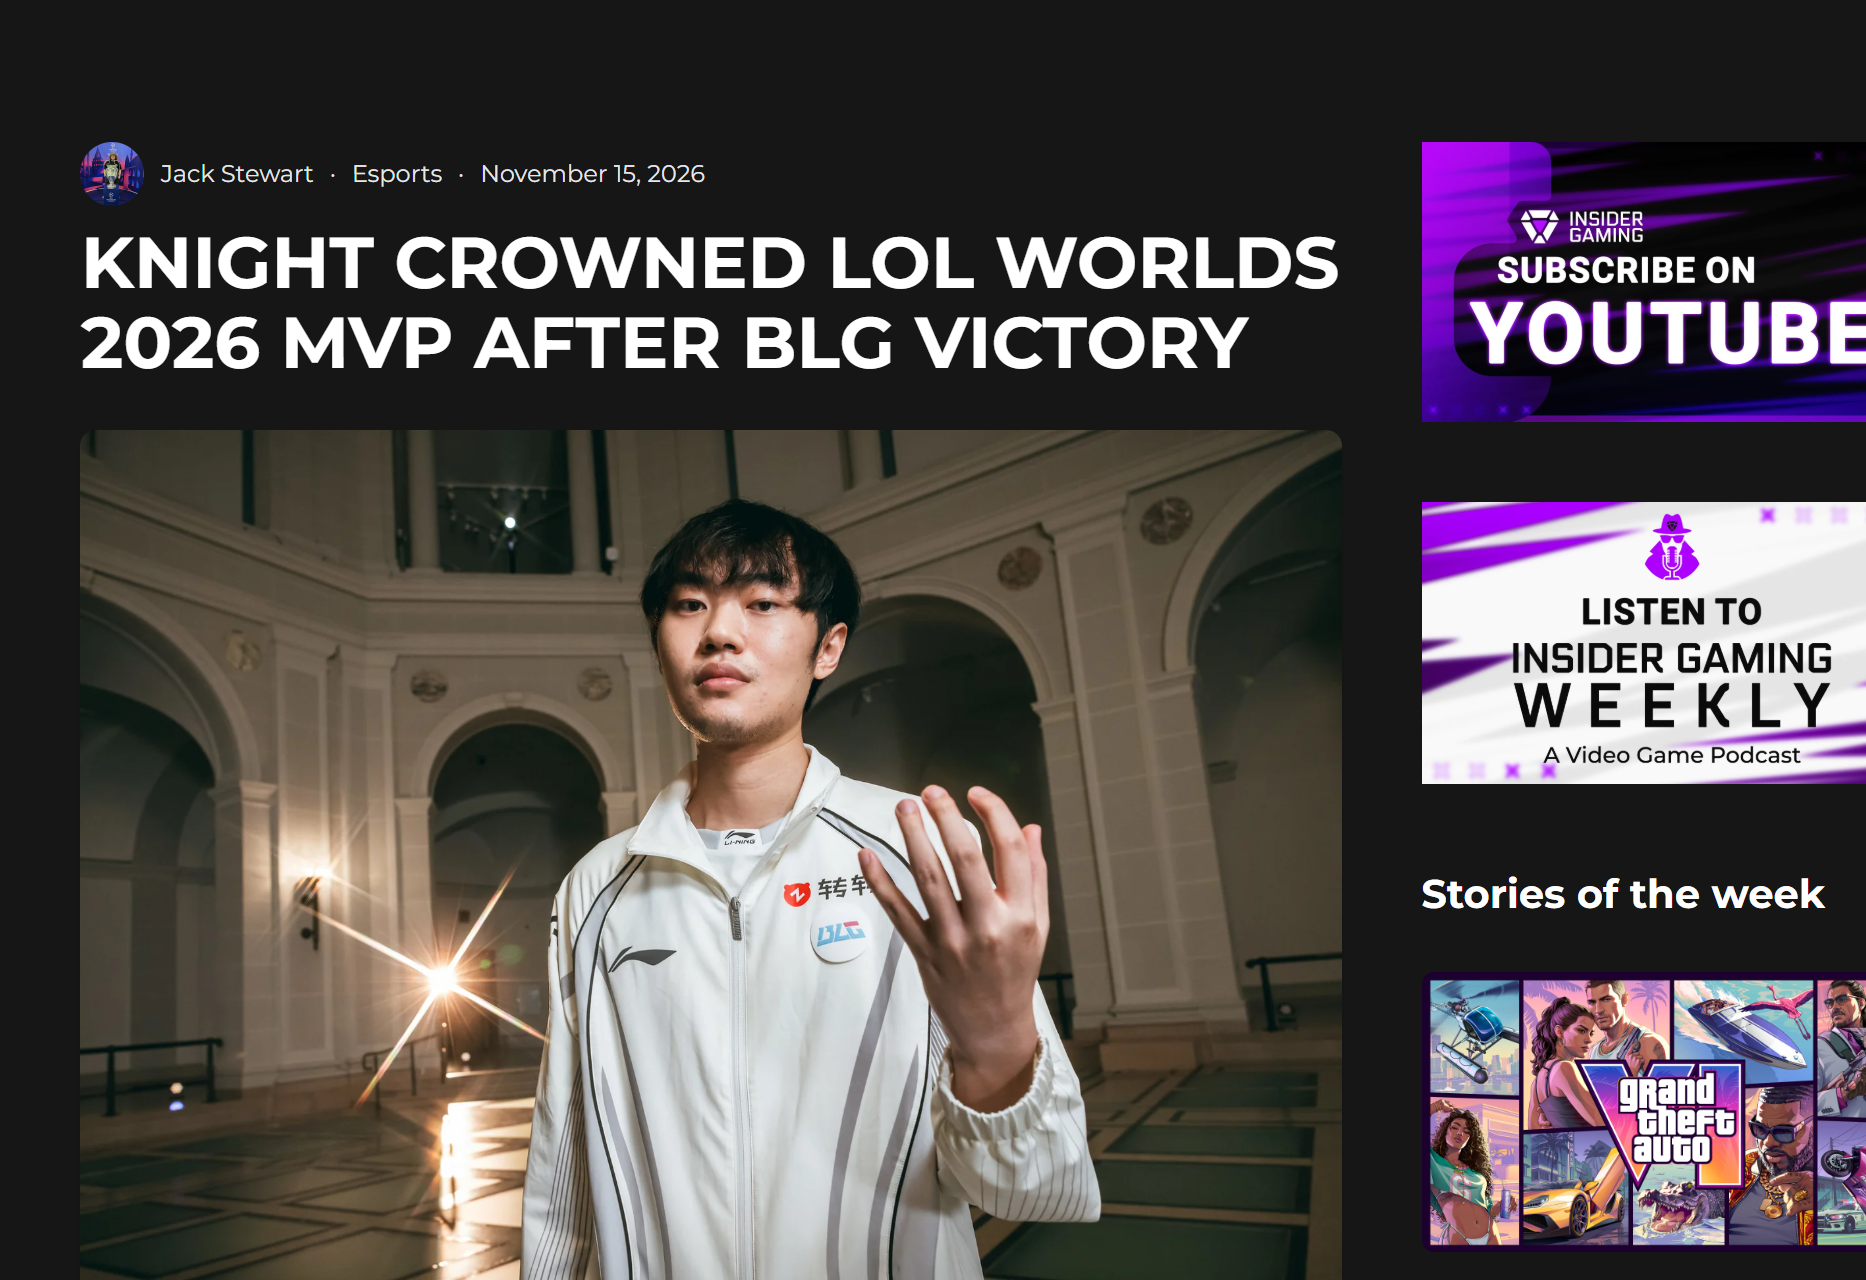 Jack Stewart · Esports · November 15, 2026
KNIGHT CROWNED LOL WORLDS
2026 MVP AFTER BLG VICTORY
LI-NING
转转
BLG
INSIDER
GAMING
SUBSCRIBE ON
YOUTUBE
LISTEN TO
INSIDER GAMING
WEEKLY
A Video Game Podcast
Stories of the week
grand
theft
auto
VI